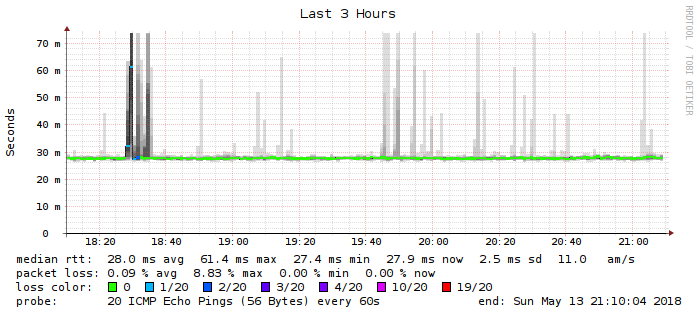 Last 3 Hours
RRDTOOL / TOBI OETIKER
Seconds
70 m
60 m
50 m
40 m
30 m
20 m
10 m
0
18:20 18:40 19:00 19:20 19:40 20:00 20:20 20:40 21:00
median rtt: 28.0 ms avg 61.4 ms max 27.4 ms min 27.9 ms now 2.5 ms sd 11.0 am/s
packet loss: 0.09 % avg 8.83 % max 0.00 % min 0.00 % now
loss color: 0 1/20 2/20 3/20 4/20 10/20 19/20
probe: 20 ICMP Echo Pings (56 Bytes) every 60s end: Sun May 13 21:10:04 2018